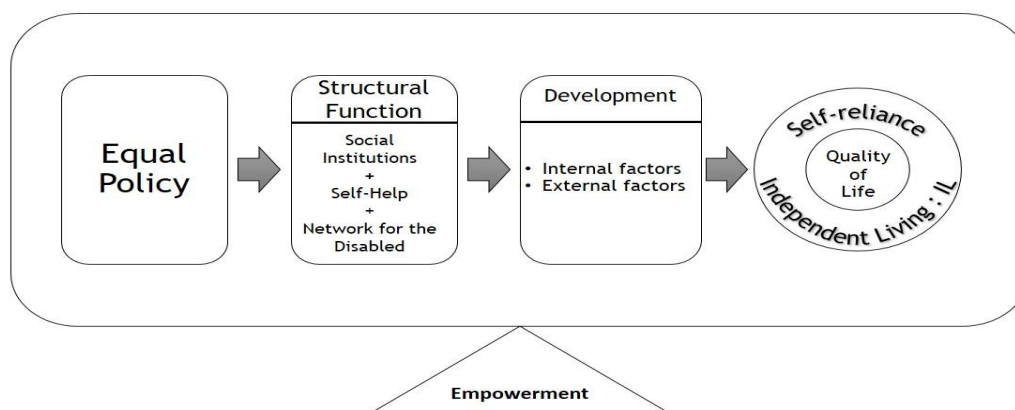 Equal
Policy
Structural
Function
Social
Institutions
+
Self-Help
+
Network for the
Disabled
Development
• Internal factors
• External factors
Self-reliance
Quality
of
Life
Independent Living : IL
Empowerment